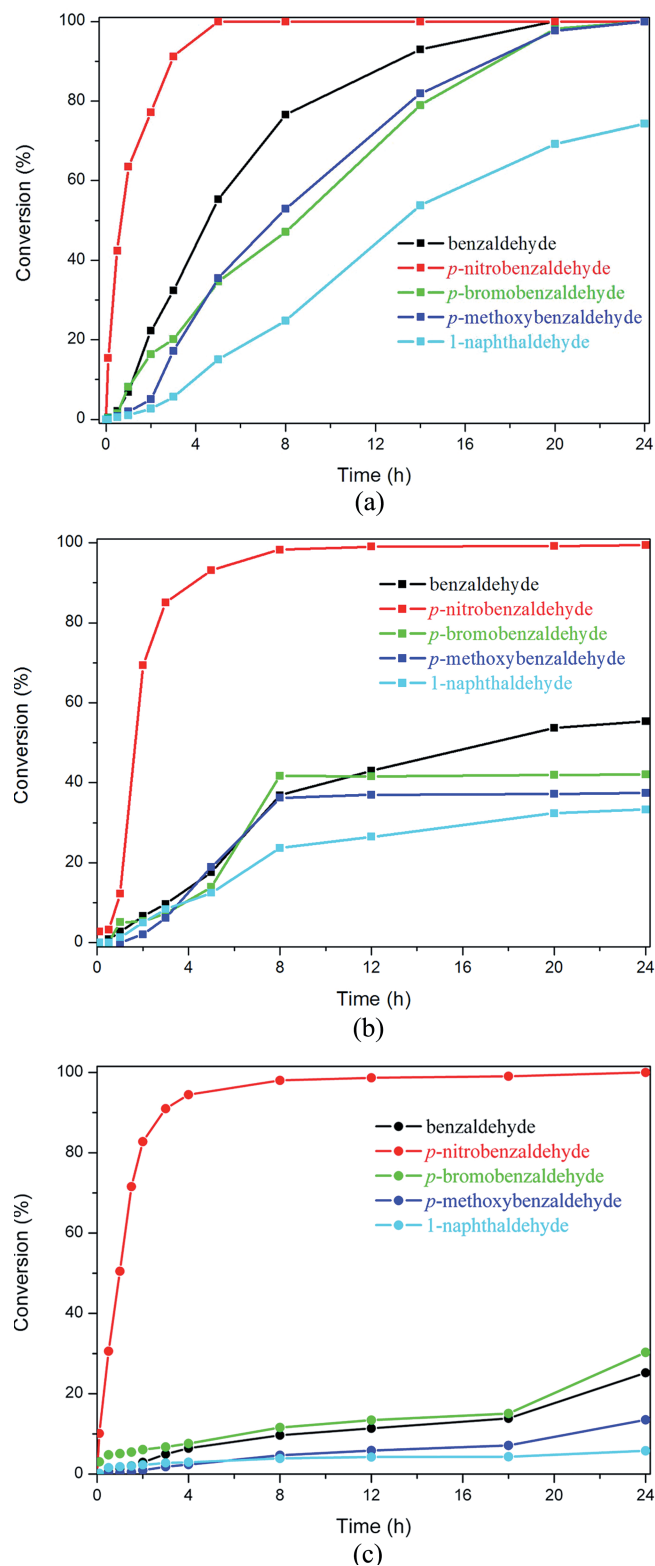 100
80
60
40
20
0
Conversion (%)
benzaldehyde
p-nitrobenzaldehyde
p-bromobenzaldehyde
p-methoxybenzaldehyde
1-naphthaldehyde
0 4 8 12 16 20 24
Time (h)
(a)
100
80
60
40
20
0
Conversion (%)
benzaldehyde
p-nitrobenzaldehyde
p-bromobenzaldehyde
p-methoxybenzaldehyde
1-naphthaldehyde
0 4 8 12 16 20 24
Time (h)
(b)
100
80
60
40
20
0
Conversion (%)
benzaldehyde
p-nitrobenzaldehyde
p-bromobenzaldehyde
p-methoxybenzaldehyde
1-naphthaldehyde
0 4 8 12 16 20 24
Time (h)
(c)